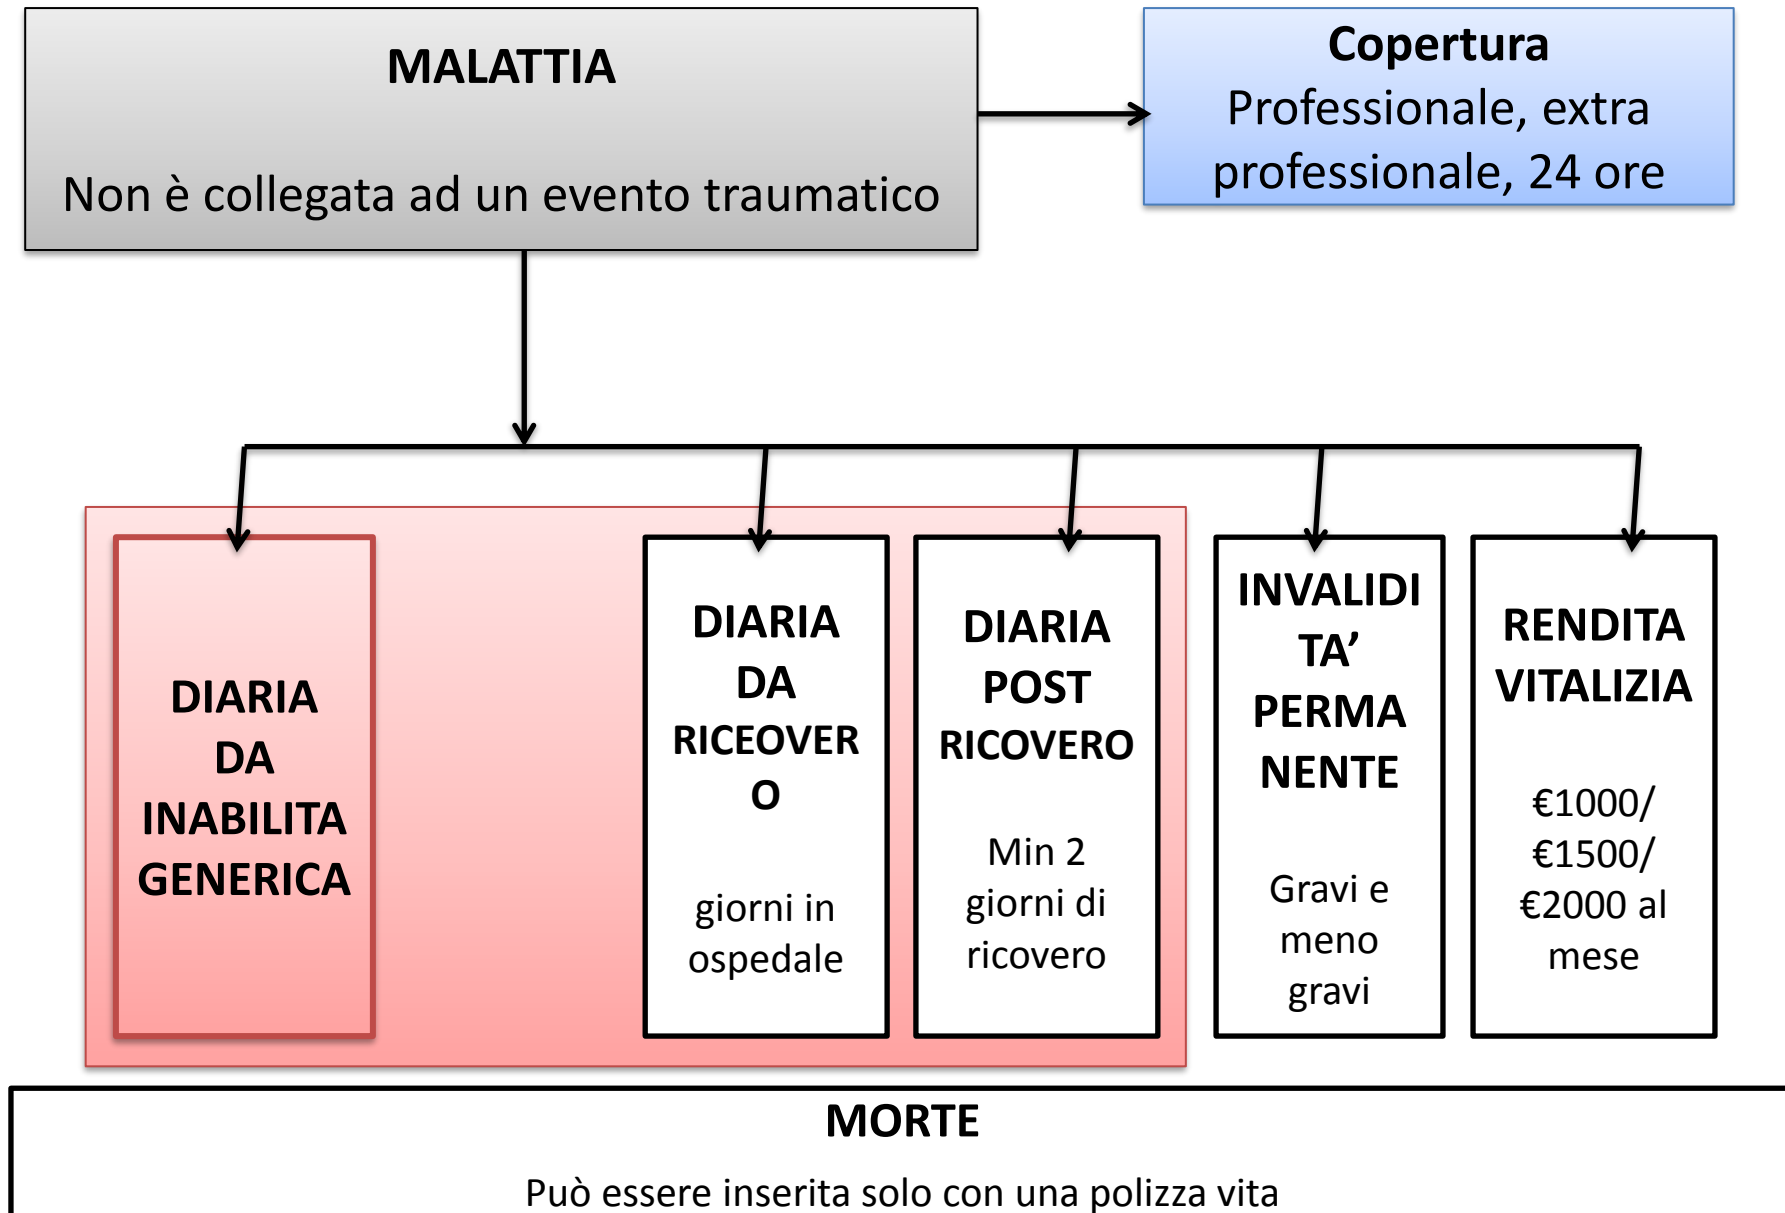 MALATTIA
Non è collegata ad un evento traumatico
Copertura
Professionale, extra
professionale, 24 ore
DIARIA
DA
INABILITA
GENERICA
DIARIA
DA
RICEOVER
O
giorni in
ospedale
DIARIA
POST
RICOVERO
Min 2
giorni di
ricovero
INVALIDI
TA’
PERMA
NENTE
Gravi e
meno
gravi
RENDITA
VITALIZIA
€1000/
€1500/
€2000 al
mese
MORTE
Può essere inserita solo con una polizza vita